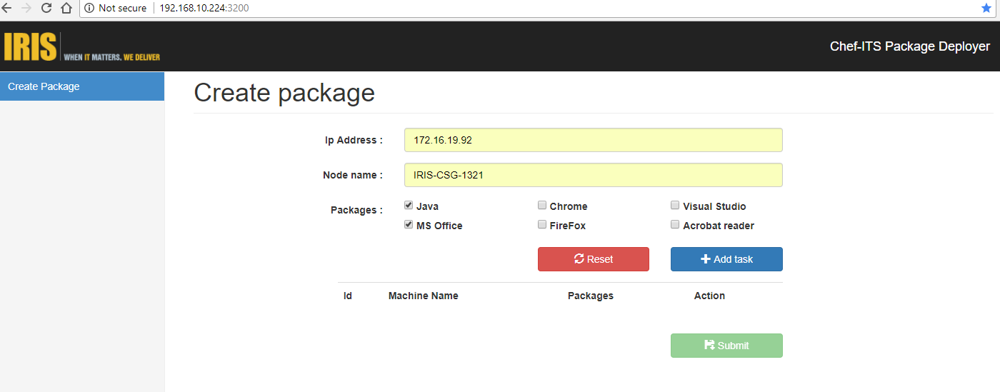 Not secure 192.168.10.224:3200
IRIS WHEN IT MATTERS. WE DELIVER
Chef-ITS Package Deployer
Create Package
Create package
Ip Address : 172.16.19.92
Node name : IRIS-CSG-1321
Packages : Java Chrome Visual Studio
MS Office FireFox Acrobat reader
Reset Add task
Id Machine Name Packages Action
Submit